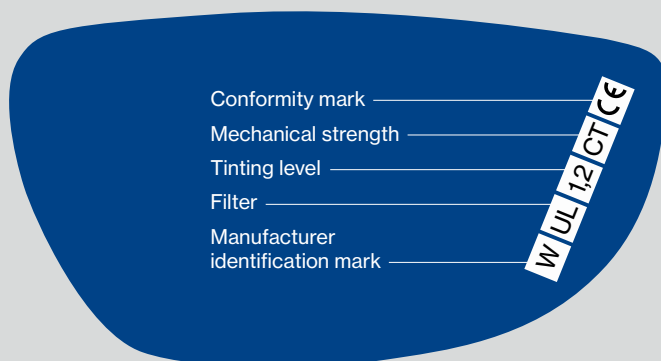 Conformity mark
Mechanical strength
Tinting level
Filter
Manufacturer
identification mark
W UL 1,2 CT CE